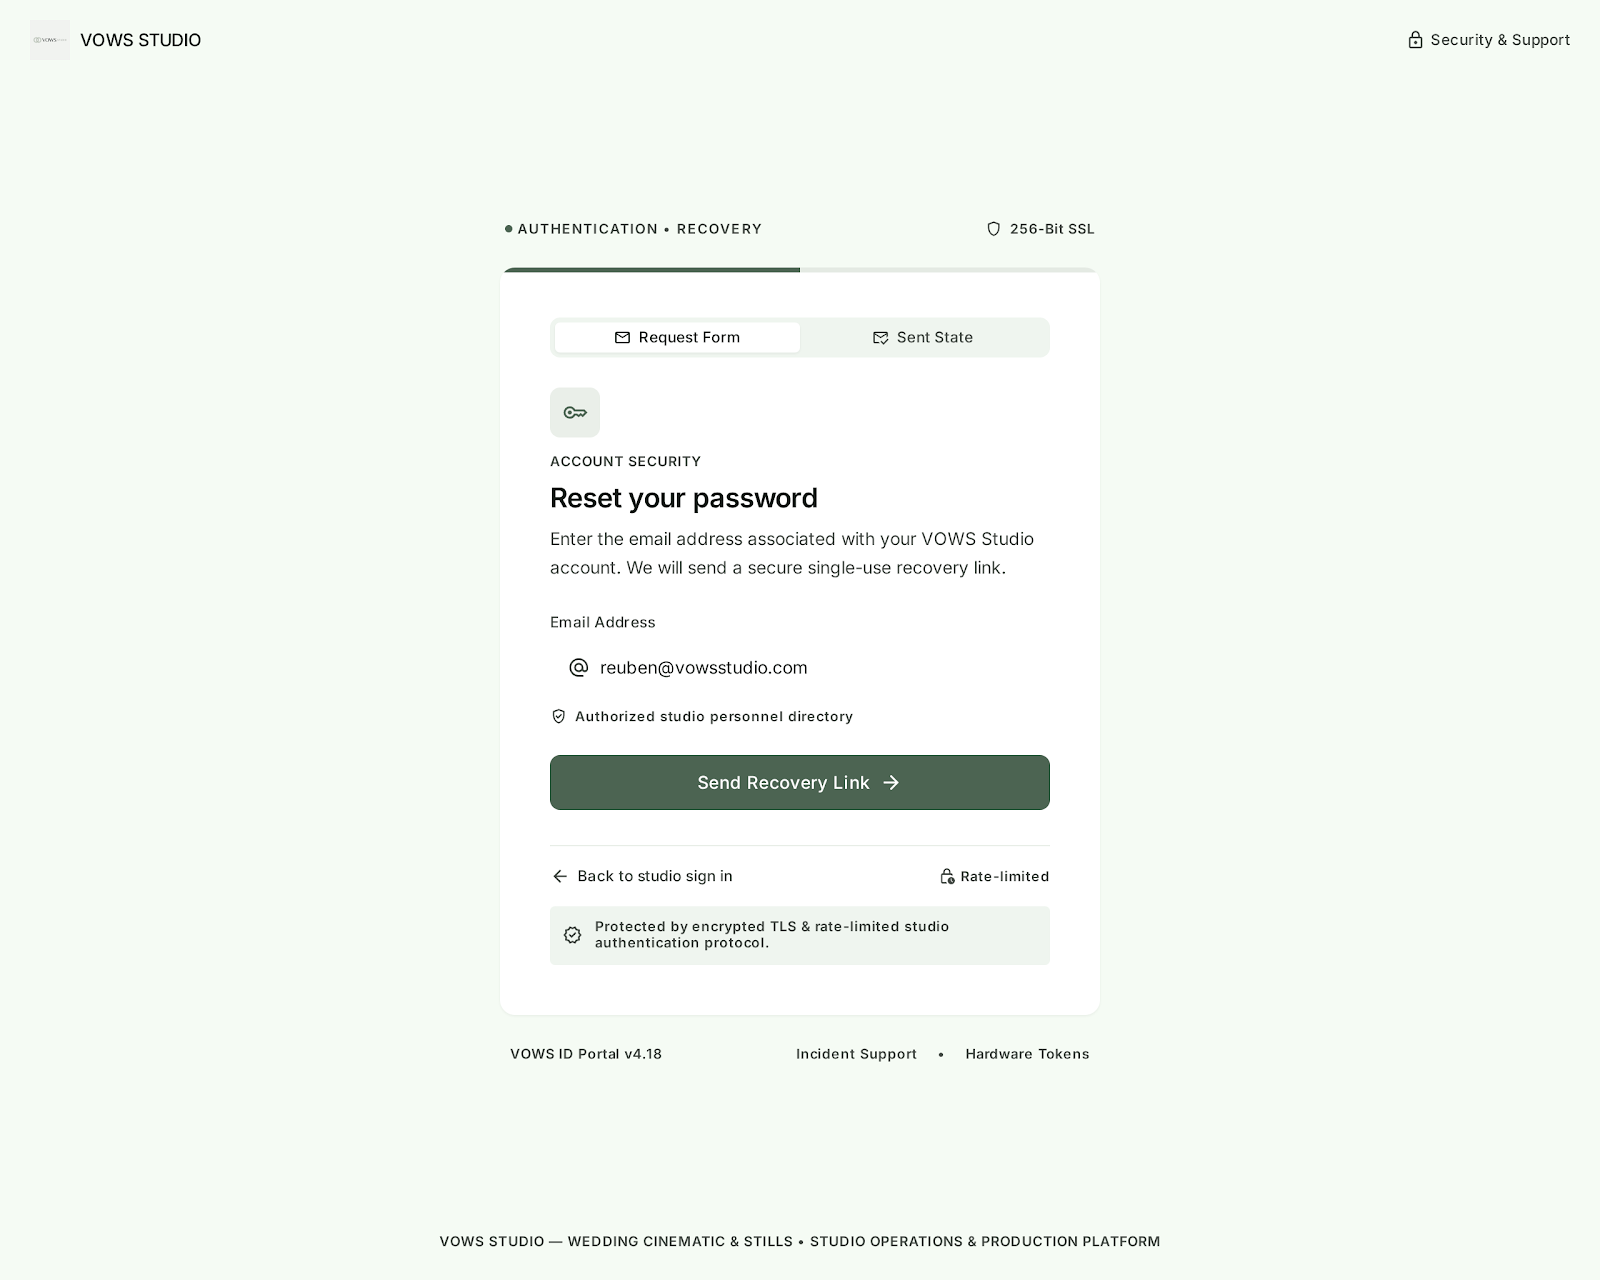 VOWS STUDIO
Security & Support
AUTHENTICATION • RECOVERY
256-Bit SSL
Request Form
Sent State
ACCOUNT SECURITY
Reset your password
Enter the email address associated with your VOWS Studio
account. We will send a secure single-use recovery link.
Email Address
reuben@vowsstudio.com
Authorized studio personnel directory
Send Recovery Link
Back to studio sign in
Rate-limited
Protected by encrypted TLS & rate-limited studio
authentication protocol.
VOWS ID Portal v4.18
Incident Support • Hardware Tokens
VOWS STUDIO — WEDDING CINEMATIC & STILLS • STUDIO OPERATIONS & PRODUCTION PLATFORM